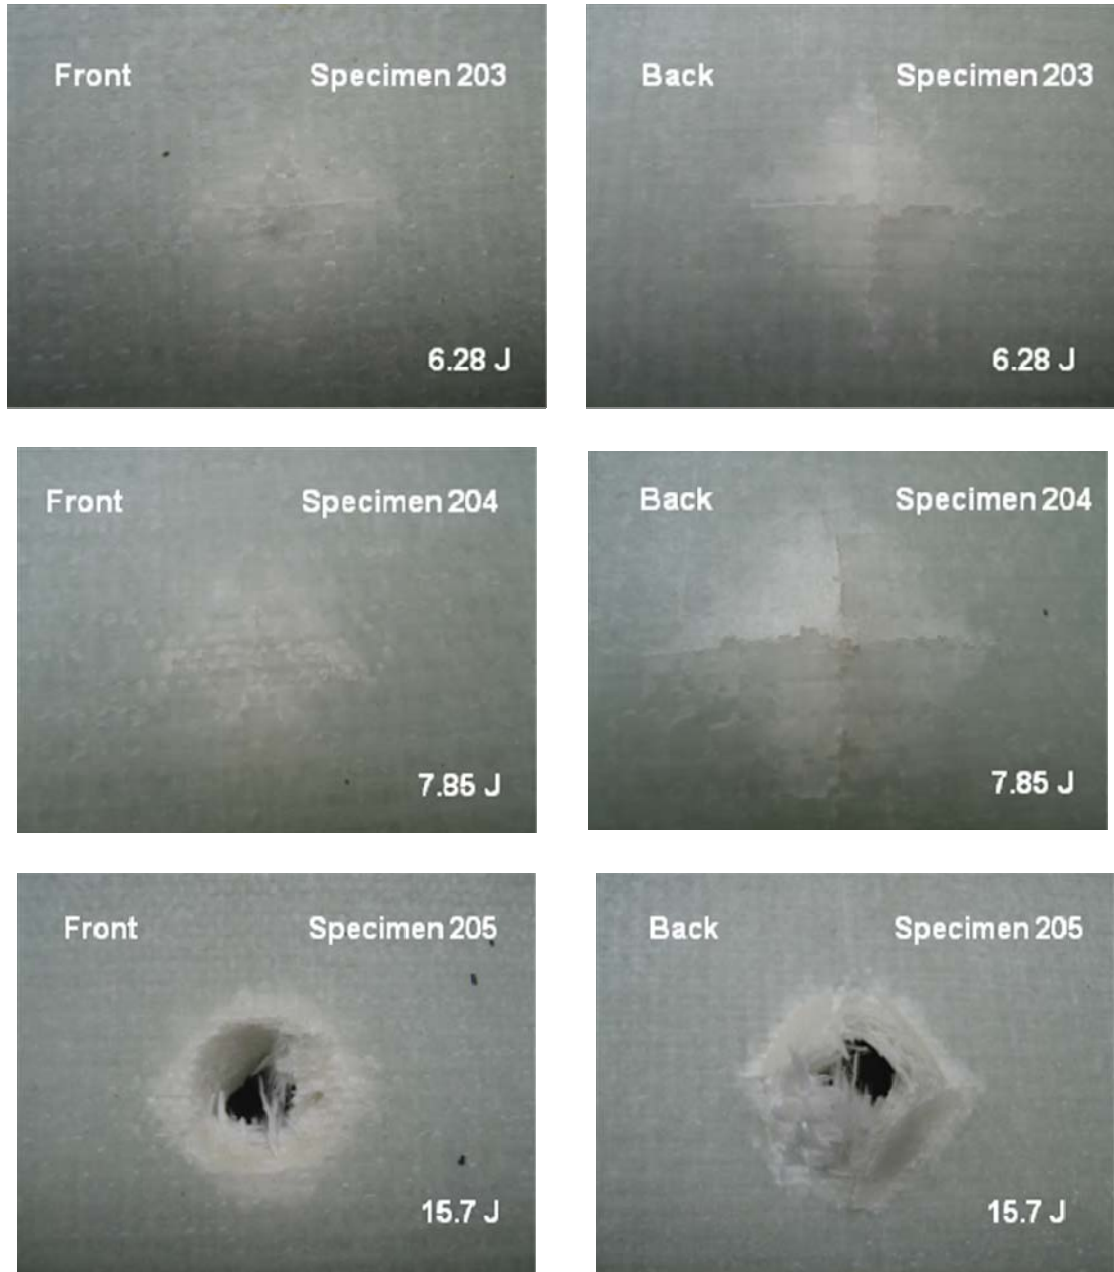 Front Specimen 203
6.28 J
Back Specimen 203
6.28 J
Front Specimen 204
7.85 J
Back Specimen 204
7.85 J
Front Specimen 205
15.7 J
Back Specimen 205
15.7 J